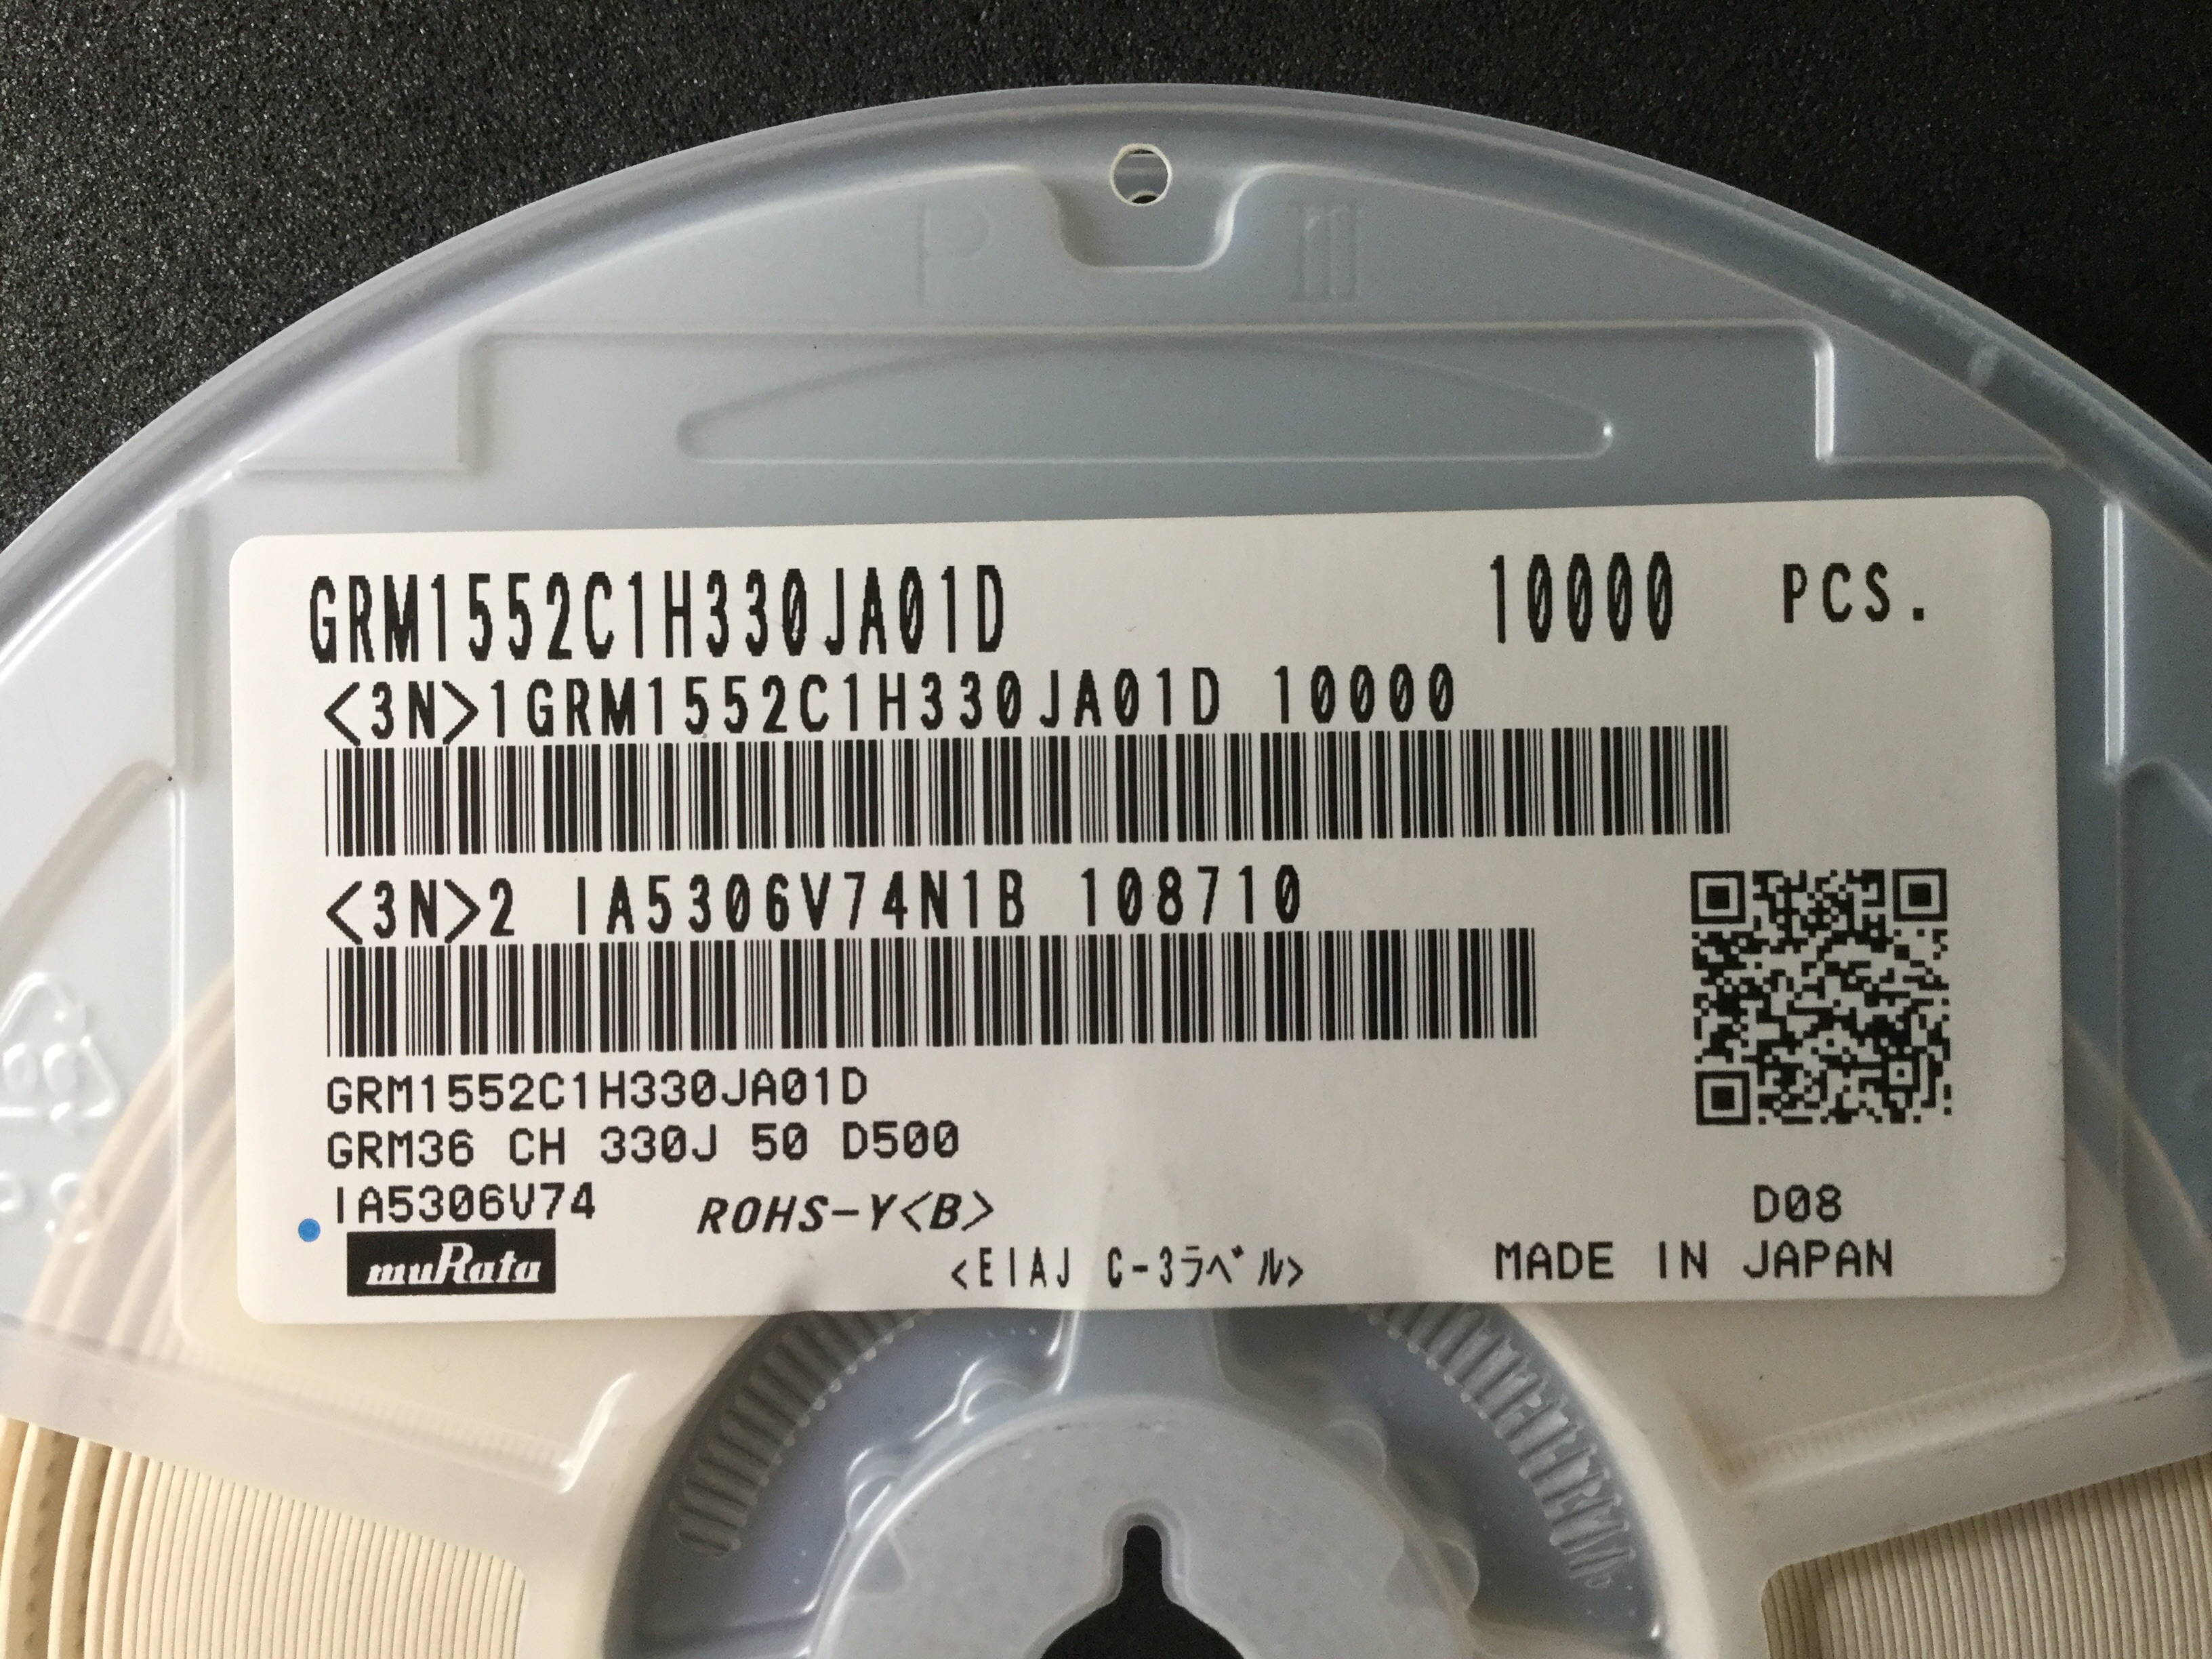 P III
GRM1552C1H330JA01D 10000 PCS.
<3N>1GRM1552C1H330JA01D 10000
<3N>2 IA5306V74N1B 108710
GRM1552C1H330JA01D
GRM36 CH 330J 50 D500
IA5306V74 ROHS-Y<B> D08
muRata <EIAJ C-3ラベル> MADE IN JAPAN